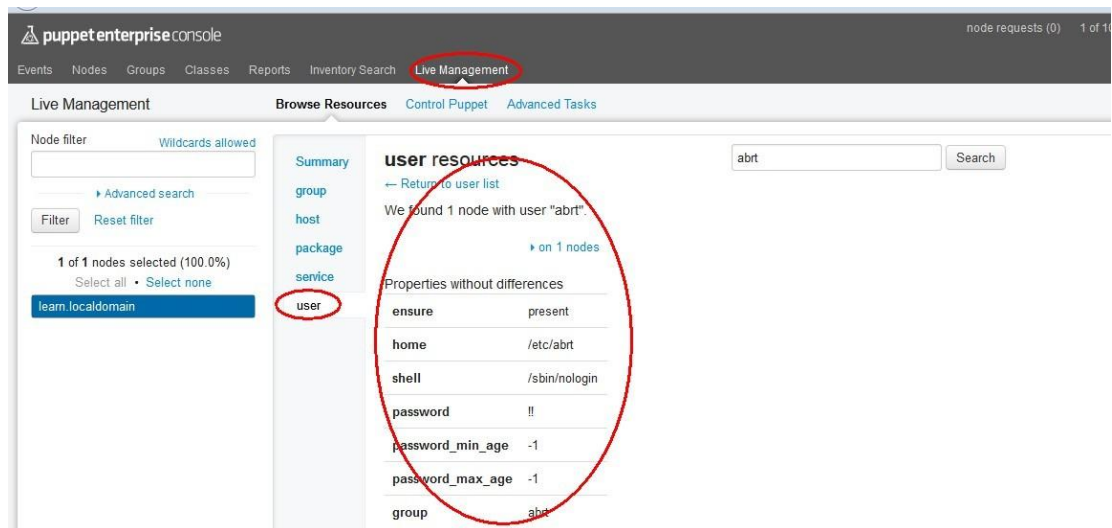 puppet enterprise console
node requests (0) 1 of 10
Events Nodes Groups Classes Reports Inventory Search Live Management
Live Management
Browse Resources Control Puppet Advanced Tasks
Node filter Wildcards allowed
Advanced search
Filter Reset filter
1 of 1 nodes selected (100.0%)
Select all • Select none
learn.localdomain
Summary
group
host
package
service
user
user resources
← Return to user list
We found 1 node with user "abrt".
on 1 nodes
Properties without differences
ensure present
home /etc/abrt
shell /sbin/nologin
password !!
password_min_age -1
password_max_age -1
group abrt
abrt Search